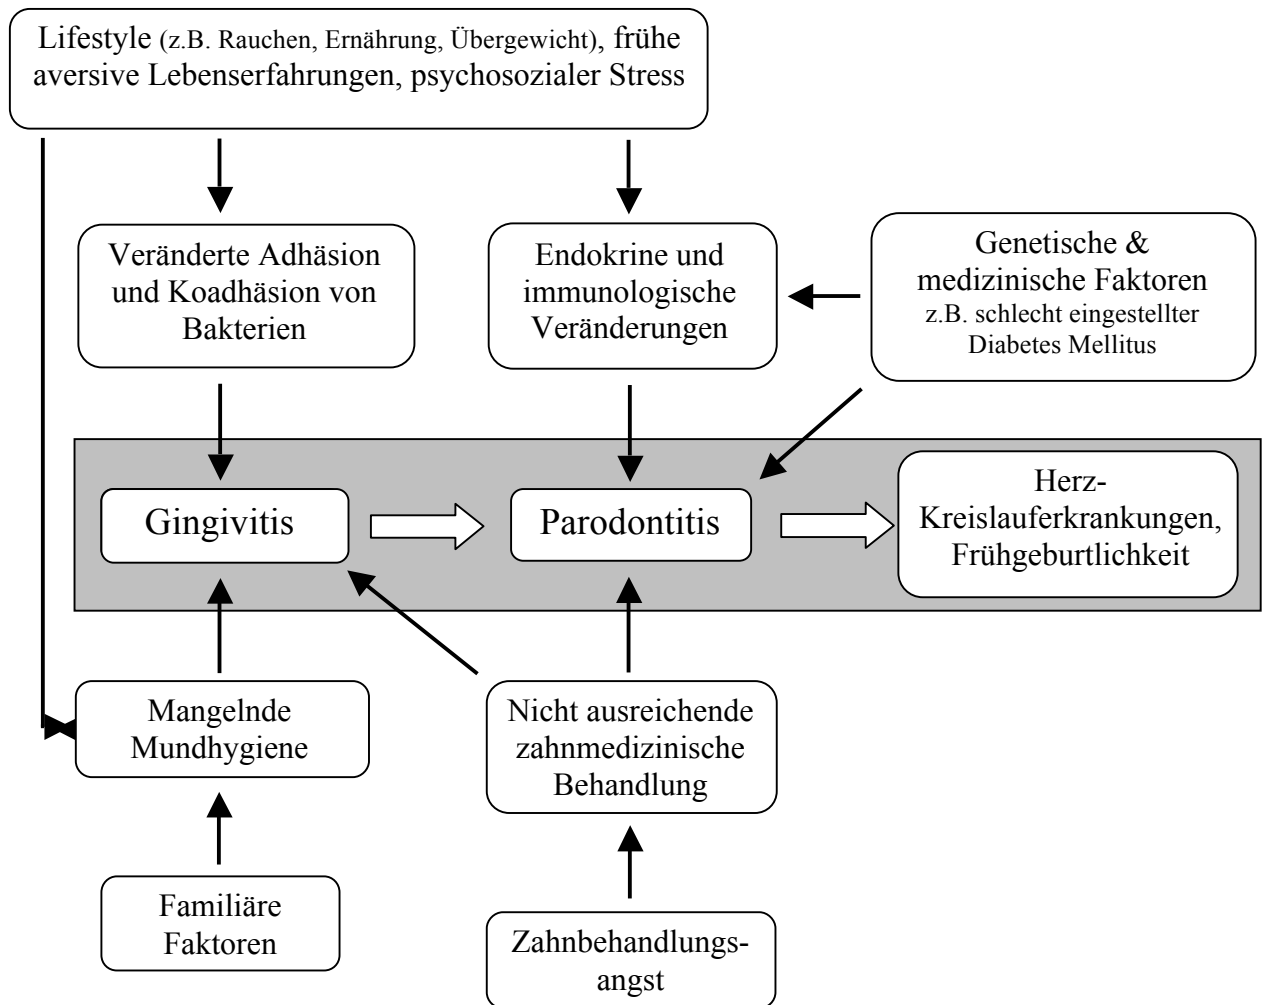 Lifestyle (z.B. Rauchen, Ernährung, Übergewicht), frühe
aversive Lebenserfahrungen, psychosozialer Stress
Veränderte Adhäsion
und Koadhäsion von
Bakterien
Endokrine und
immunologische
Veränderungen
Genetische &
medizinische Faktoren
z.B. schlecht eingestellter
Diabetes Mellitus
Gingivitis
Parodontitis
Herz-
Kreislauferkrankungen,
Frühgeburtlichkeit
Mangelnde
Mundhygiene
Nicht ausreichende
zahnmedizinische
Behandlung
Familiäre
Faktoren
Zahnbehandlungs-
angst